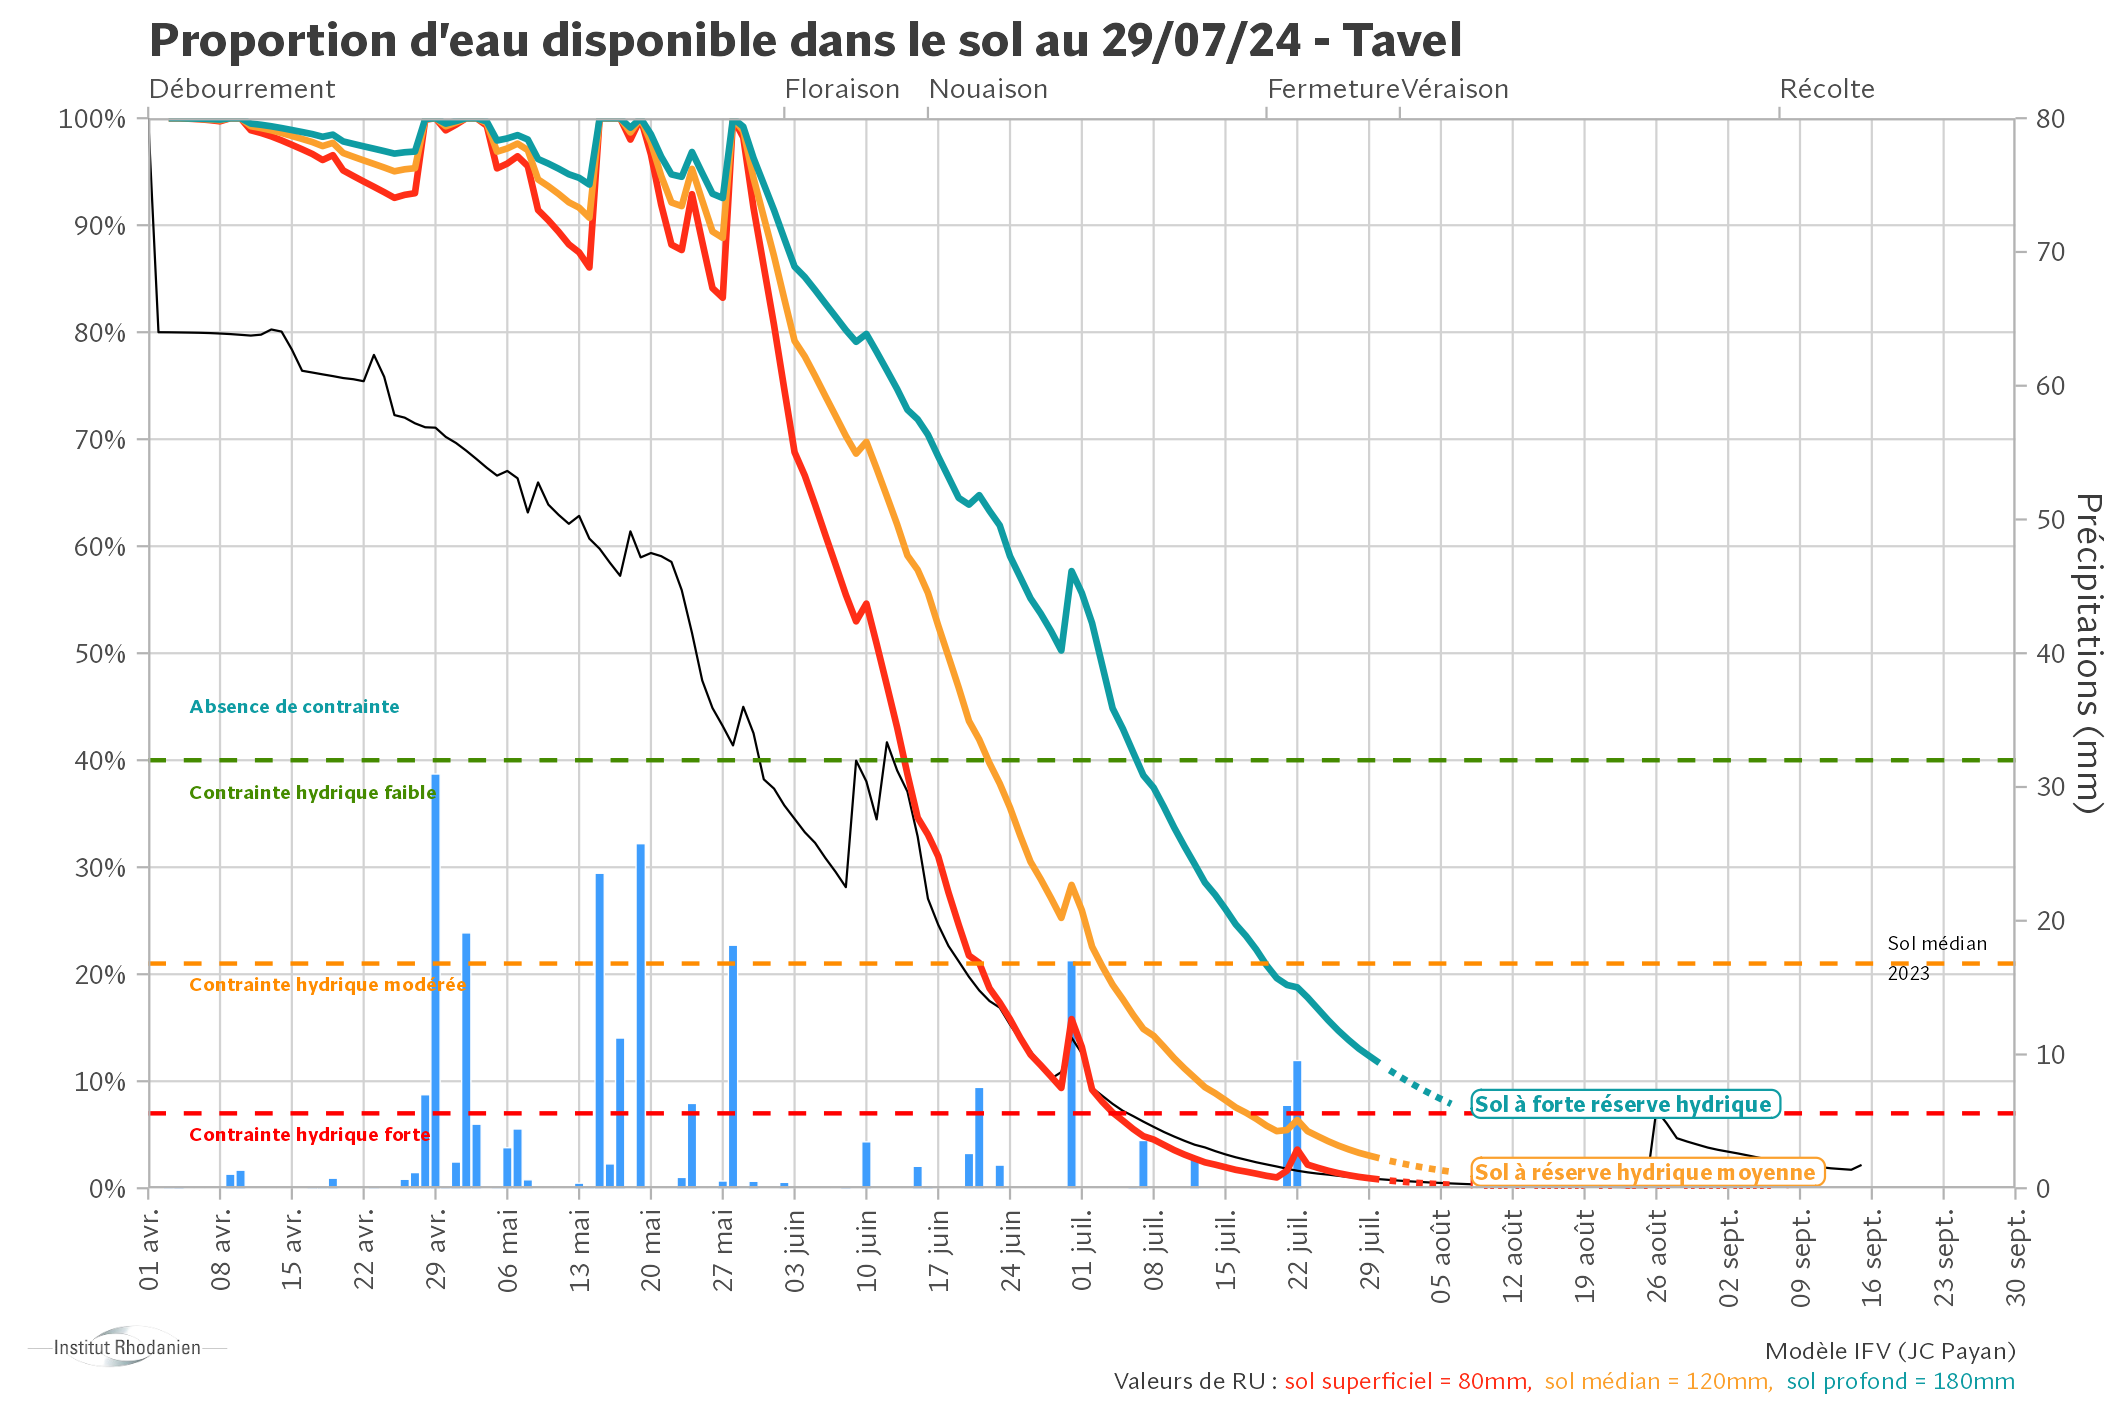 Proportion d'eau disponible dans le sol au 29/07/24 - Tavel
Débourrement Floraison Nouaison Fermeture Véraison Récolte
100%
90%
80%
70%
60%
50%
40%
30%
20%
10%
0%
80
70
60
50
40
30
20
10
0
Précipitations (mm)
Absence de contrainte
Contrainte hydrique faible
Contrainte hydrique modérée
Contrainte hydrique forte
Sol médian
2023
Sol à forte réserve hydrique
Sol à réserve hydrique moyenne
01 avr.
08 avr.
15 avr.
22 avr.
29 avr.
06 mai
13 mai
20 mai
27 mai
03 juin
10 juin
17 juin
24 juin
01 juil.
08 juil.
15 juil.
22 juil.
29 juil.
05 août
12 août
19 août
26 août
02 sept.
09 sept.
16 sept.
23 sept.
30 sept.
Institut Rhodanien
Modèle IFV (JC Payan)
Valeurs de RU : sol superficiel = 80mm, sol médian = 120mm, sol profond = 180mm